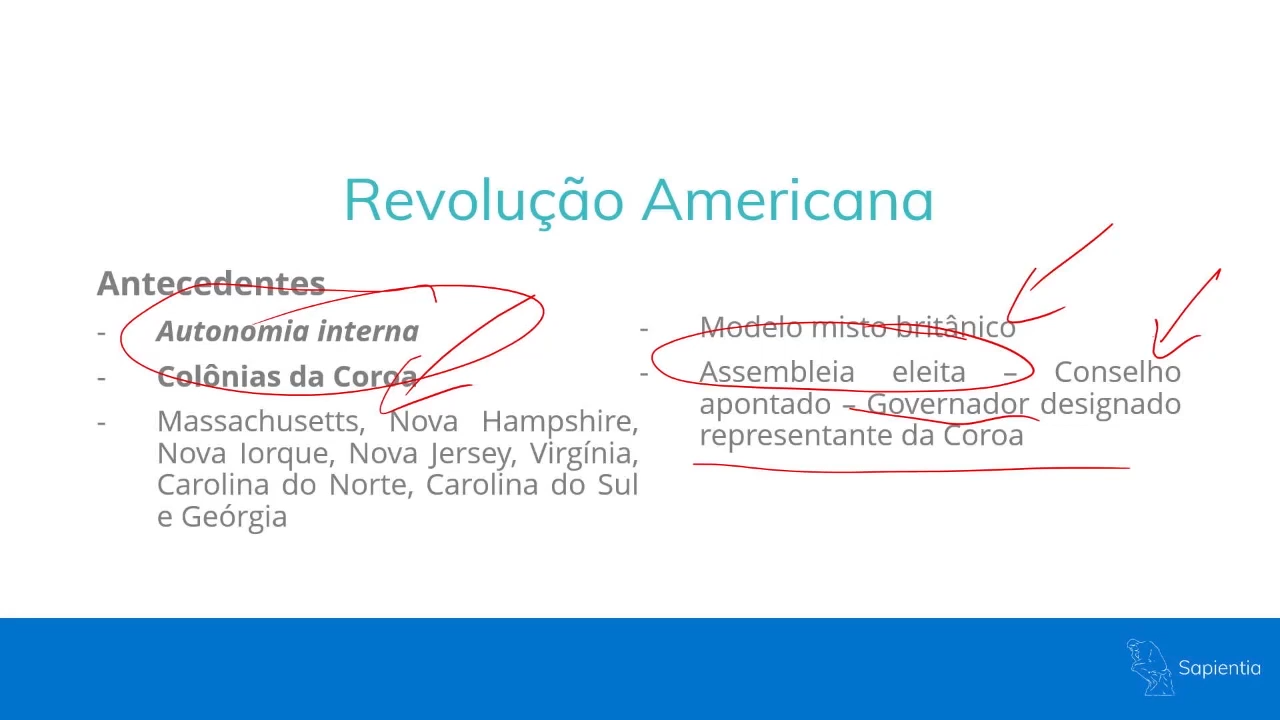 Revolução Americana
Antecedentes
- Autonomia interna
- Colônias da Coroa
- Massachusetts, Nova Hampshire,
Nova Iorque, Nova Jersey, Virgínia,
Carolina do Norte, Carolina do Sul
e Geórgia
- Modelo misto britânico
- Assembleia eleita – Conselho
apontado – Governador designado
representante da Coroa
Sapientia